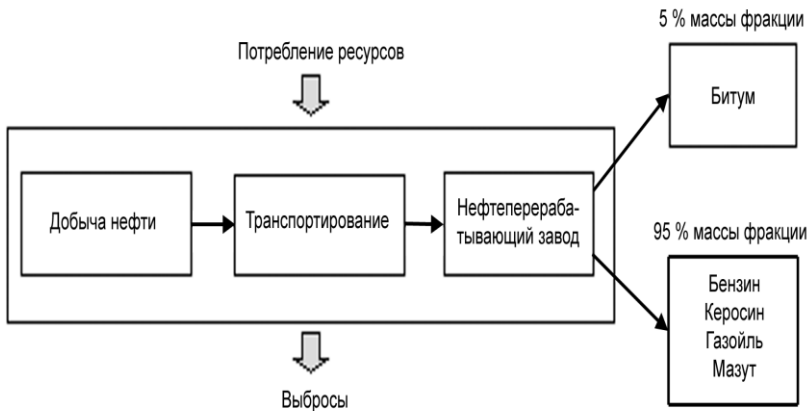 5 % массы фракции
Потребление ресурсов
Битум
Добыча нефти
Транспортирование
Нефтеперераба-
тывающий завод
95 % массы фракции
Бензин
Керосин
Газойль
Мазут
Выбросы